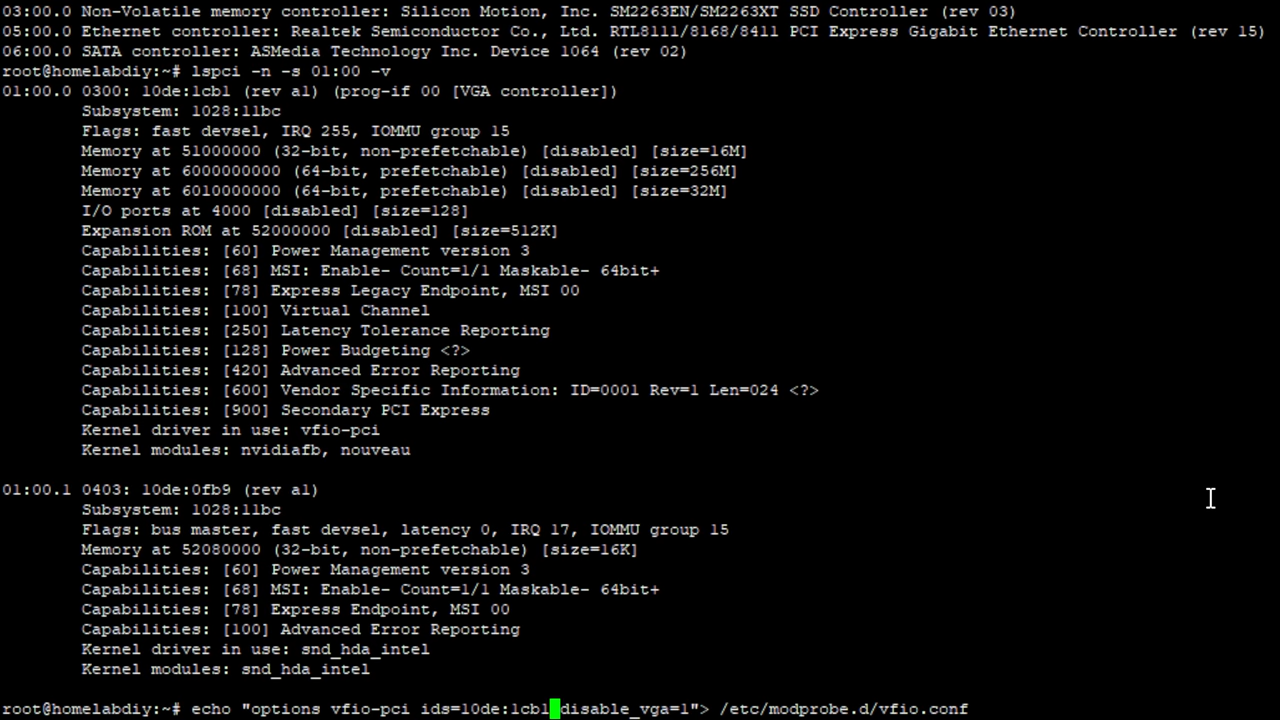 03:00.0 Non-Volatile memory controller: Silicon Motion, Inc. SM2263EN/SM2263XT SSD Controller (rev 03)
05:00.0 Ethernet controller: Realtek Semiconductor Co., Ltd. RTL8111/8168/8411 PCI Express Gigabit Ethernet Controller (rev 15)
06:00.0 SATA controller: ASMedia Technology Inc. Device 1064 (rev 02)
root@homelabdiy:~# lspci -n -s 01:00 -v
01:00.0 0300: 10de:1cb1 (rev a1) (prog-if 00 [VGA controller])
Subsystem: 1028:11bc
Flags: fast devsel, IRQ 255, IOMMU group 15
Memory at 51000000 (32-bit, non-prefetchable) [disabled] [size=16M]
Memory at 6000000000 (64-bit, prefetchable) [disabled] [size=256M]
Memory at 6010000000 (64-bit, prefetchable) [disabled] [size=32M]
I/O ports at 4000 [disabled] [size=128]
Expansion ROM at 52000000 [disabled] [size=512K]
Capabilities: [60] Power Management version 3
Capabilities: [68] MSI: Enable- Count=1/1 Maskable- 64bit+
Capabilities: [78] Express Legacy Endpoint, MSI 00
Capabilities: [100] Virtual Channel
Capabilities: [250] Latency Tolerance Reporting
Capabilities: [128] Power Budgeting <?>
Capabilities: [420] Advanced Error Reporting
Capabilities: [600] Vendor Specific Information: ID=0001 Rev=1 Len=024 <?>
Capabilities: [900] Secondary PCI Express
Kernel driver in use: vfio-pci
Kernel modules: nvidiafb, nouveau
01:00.1 0403: 10de:0fb9 (rev a1)
Subsystem: 1028:11bc
Flags: bus master, fast devsel, latency 0, IRQ 17, IOMMU group 15
Memory at 52080000 (32-bit, non-prefetchable) [size=16K]
Capabilities: [60] Power Management version 3
Capabilities: [68] MSI: Enable- Count=1/1 Maskable- 64bit+
Capabilities: [78] Express Endpoint, MSI 00
Capabilities: [100] Advanced Error Reporting
Kernel driver in use: snd_hda_intel
Kernel modules: snd_hda_intel
root@homelabdiy:~# echo "options vfio-pci ids=10de:1cb1 disable_vga=1"> /etc/modprobe.d/vfio.conf